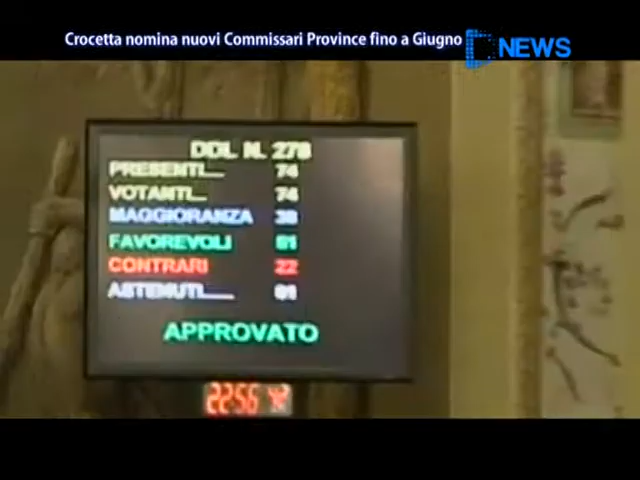 Crocetta nomina nuovi Commissari Province fino a Giugno
NEWS
DDL N. 278
PRESENTI.... 74
VOTANTI... 74
MAGGIORANZA 38
FAVOREVOLI 51
CONTRARI 22
ASTENUTI...... 01
APPROVATO
22:56